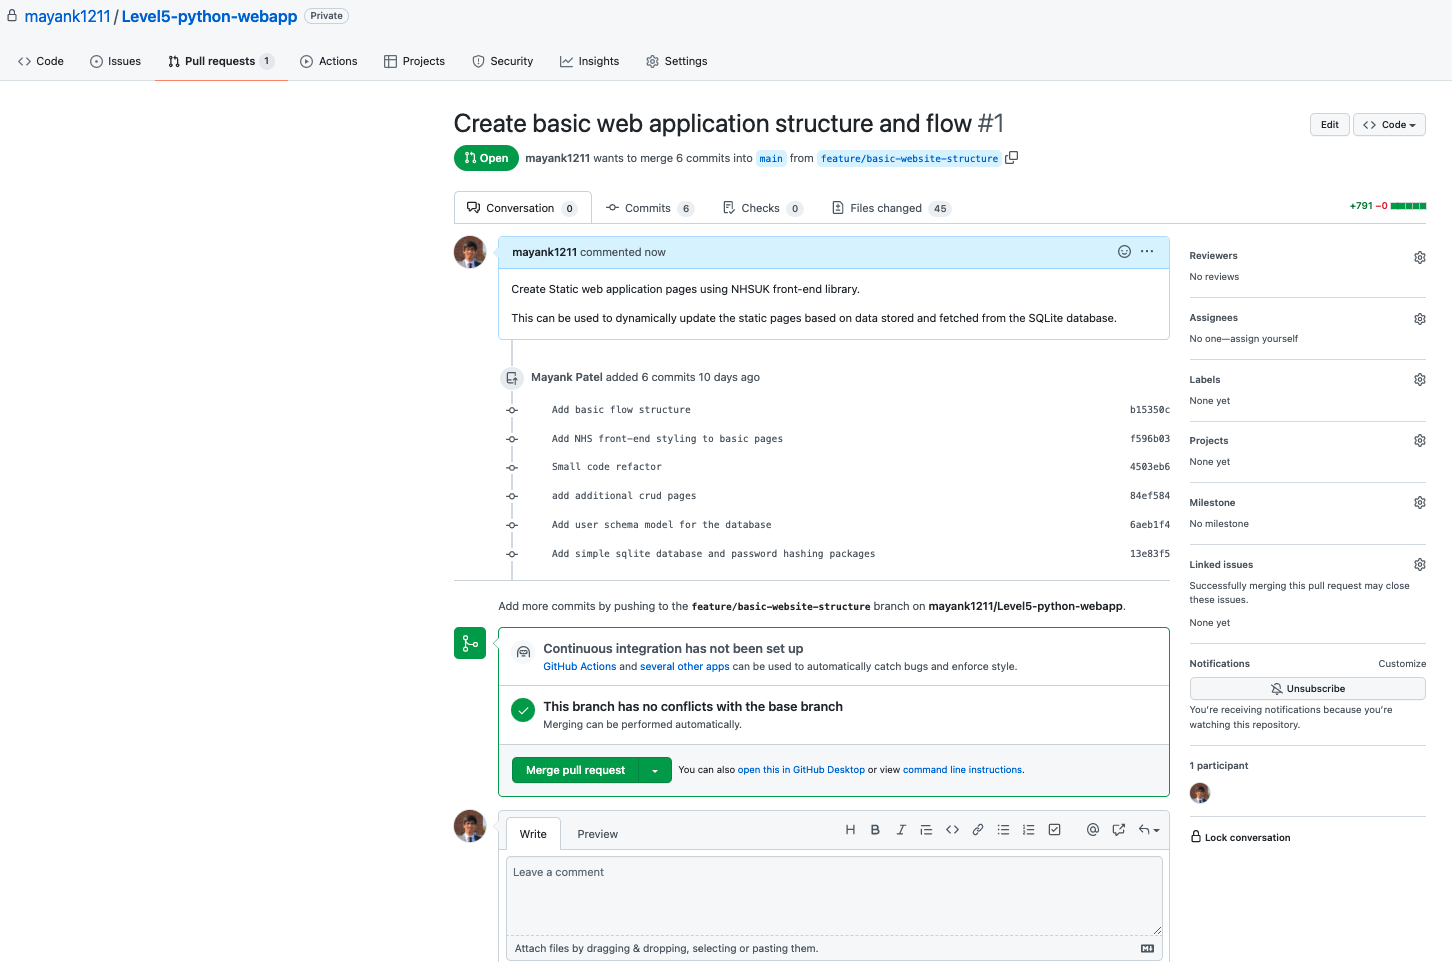 mayank1211 / Level5-python-webapp Private
Code Issues Pull requests 1 Actions Projects Security Insights Settings
Create basic web application structure and flow #1
Edit Code
Open mayank1211 wants to merge 6 commits into main from feature/basic-website-structure
Conversation 0 Commits 6 Checks 0 Files changed 45
+791 −0
mayank1211 commented now
Create Static web application pages using NHSUK front-end library.
This can be used to dynamically update the static pages based on data stored and fetched from the SQLite database.
Mayank Patel added 6 commits 10 days ago
Add basic flow structure b15350c
Add NHS front-end styling to basic pages f596b03
Small code refactor 4503eb6
add additional crud pages 84ef584
Add user schema model for the database 6aeb1f4
Add simple sqlite database and password hashing packages 13e83f5
Add more commits by pushing to the feature/basic-website-structure branch on mayank1211/Level5-python-webapp.
Continuous integration has not been set up
GitHub Actions and several other apps can be used to automatically catch bugs and enforce style.
This branch has no conflicts with the base branch
Merging can be performed automatically.
Merge pull request You can also open this in GitHub Desktop or view command line instructions.
Write Preview
H B I @
Leave a comment
Attach files by dragging & dropping, selecting or pasting them.
Reviewers
No reviews
Assignees
No one—assign yourself
Labels
None yet
Projects
None yet
Milestone
No milestone
Linked issues
Successfully merging this pull request may close
these issues.
None yet
Notifications Customize
Unsubscribe
You're receiving notifications because you're
watching this repository.
1 participant
Lock conversation